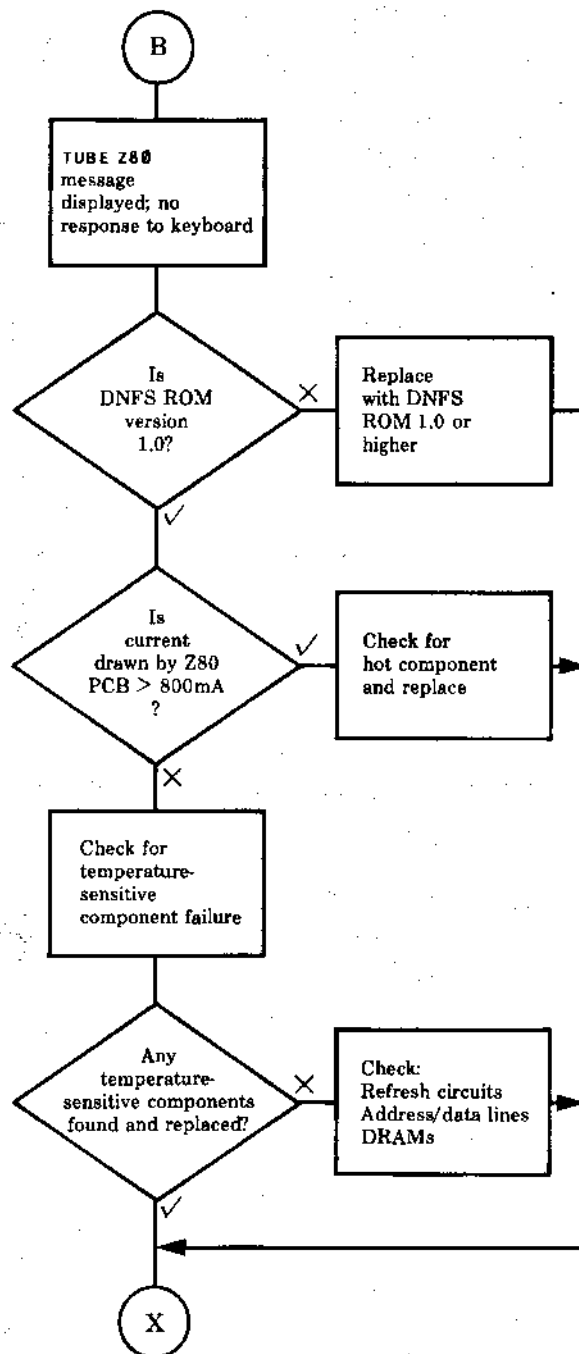 B
TUBE Z80
message
displayed; no
response to keyboard
Is
DNFS ROM
version
1.0?
×
Replace
with DNFS
ROM 1.0 or
higher
✓
Is
current
drawn by Z80
PCB > 800mA
?
✓
Check for
hot component
and replace
×
Check for
temperature-
sensitive
component failure
Any
temperature-
sensitive components
found and replaced?
×
Check:
Refresh circuits
Address/data lines
DRAMs
✓
X